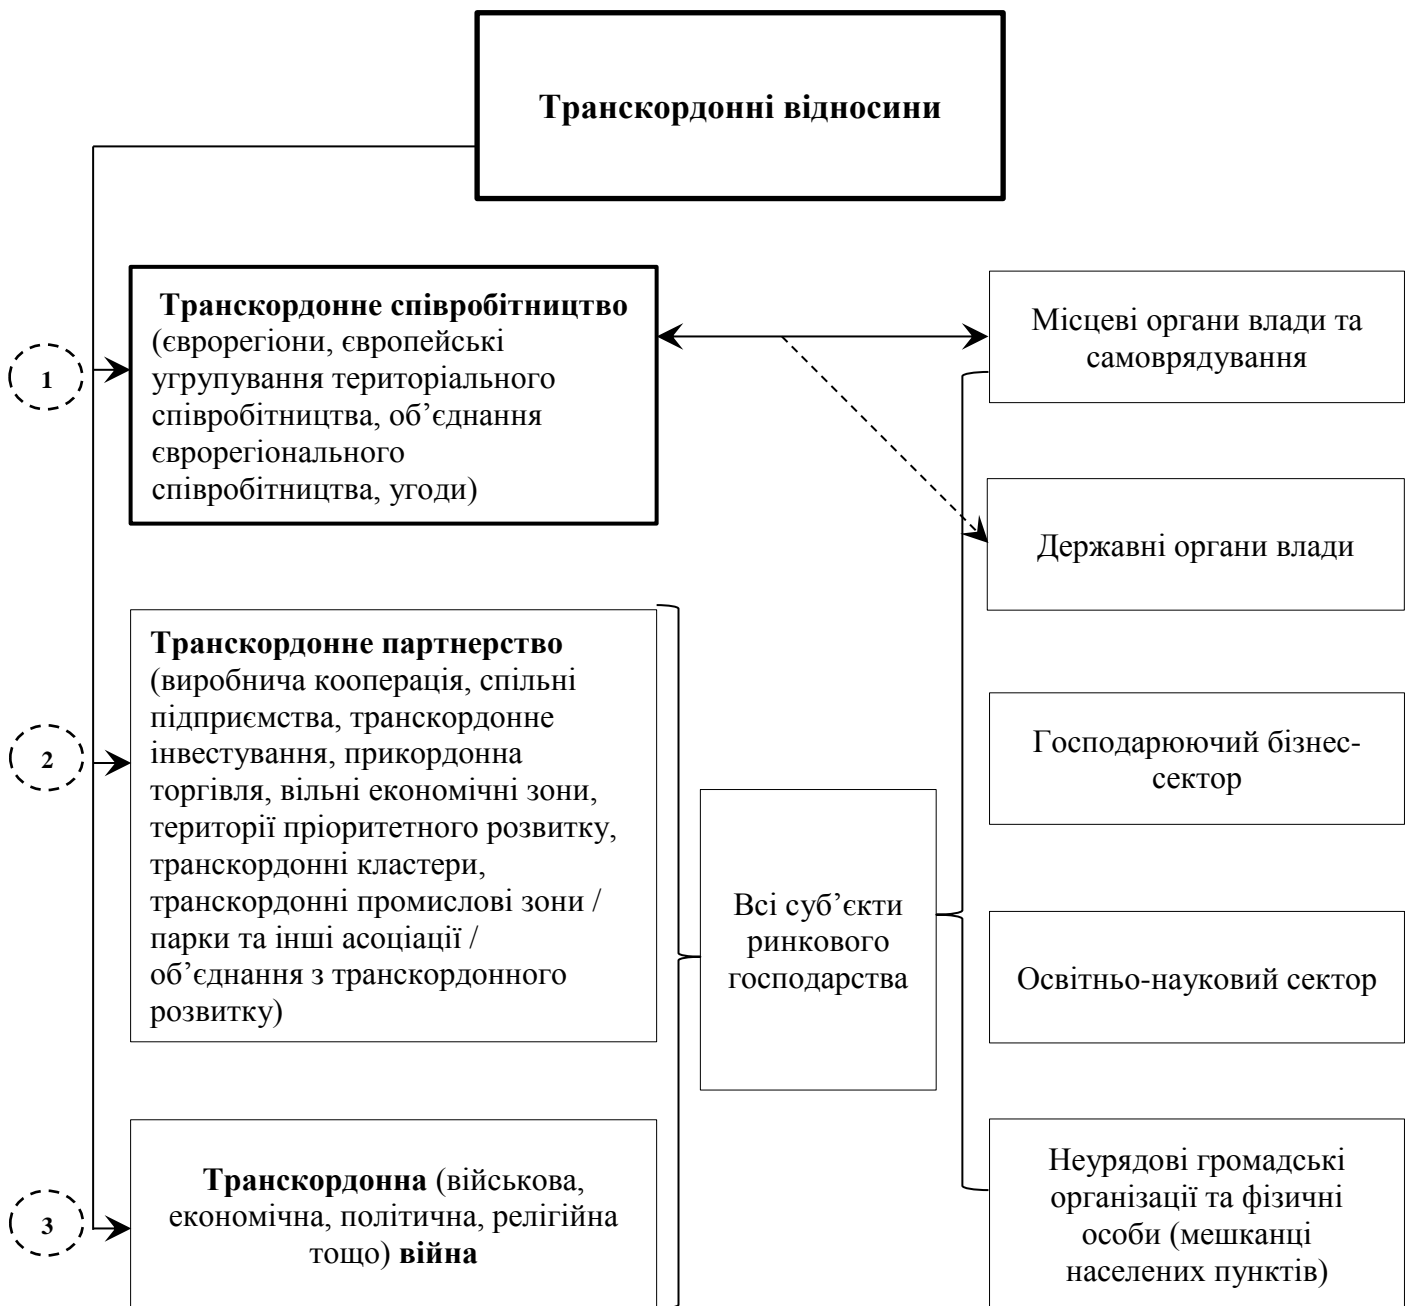 Транскордонні відносини
1
Транскордонне співробітництво
(єврорегіони, європейські
угрупування територіального
співробітництва, об’єднання
єврорегіонального
співробітництва, угоди)
Місцеві органи влади та
самоврядування
Державні органи влади
2
Транскордонне партнерство
(виробнича кооперація, спільні
підприємства, транскордонне
інвестування, прикордонна
торгівля, вільні економічні зони,
території пріоритетного розвитку,
транскордонні кластери,
транскордонні промислові зони /
парки та інші асоціації /
об’єднання з транскордонного
розвитку)
Всі суб’єкти
ринкового
господарства
Господарюючий бізнес-
сектор
Освітньо-науковий сектор
3
Транскордонна (військова,
економічна, політична, релігійна
тощо) війна
Неурядові громадські
організації та фізичні
особи (мешканці
населених пунктів)